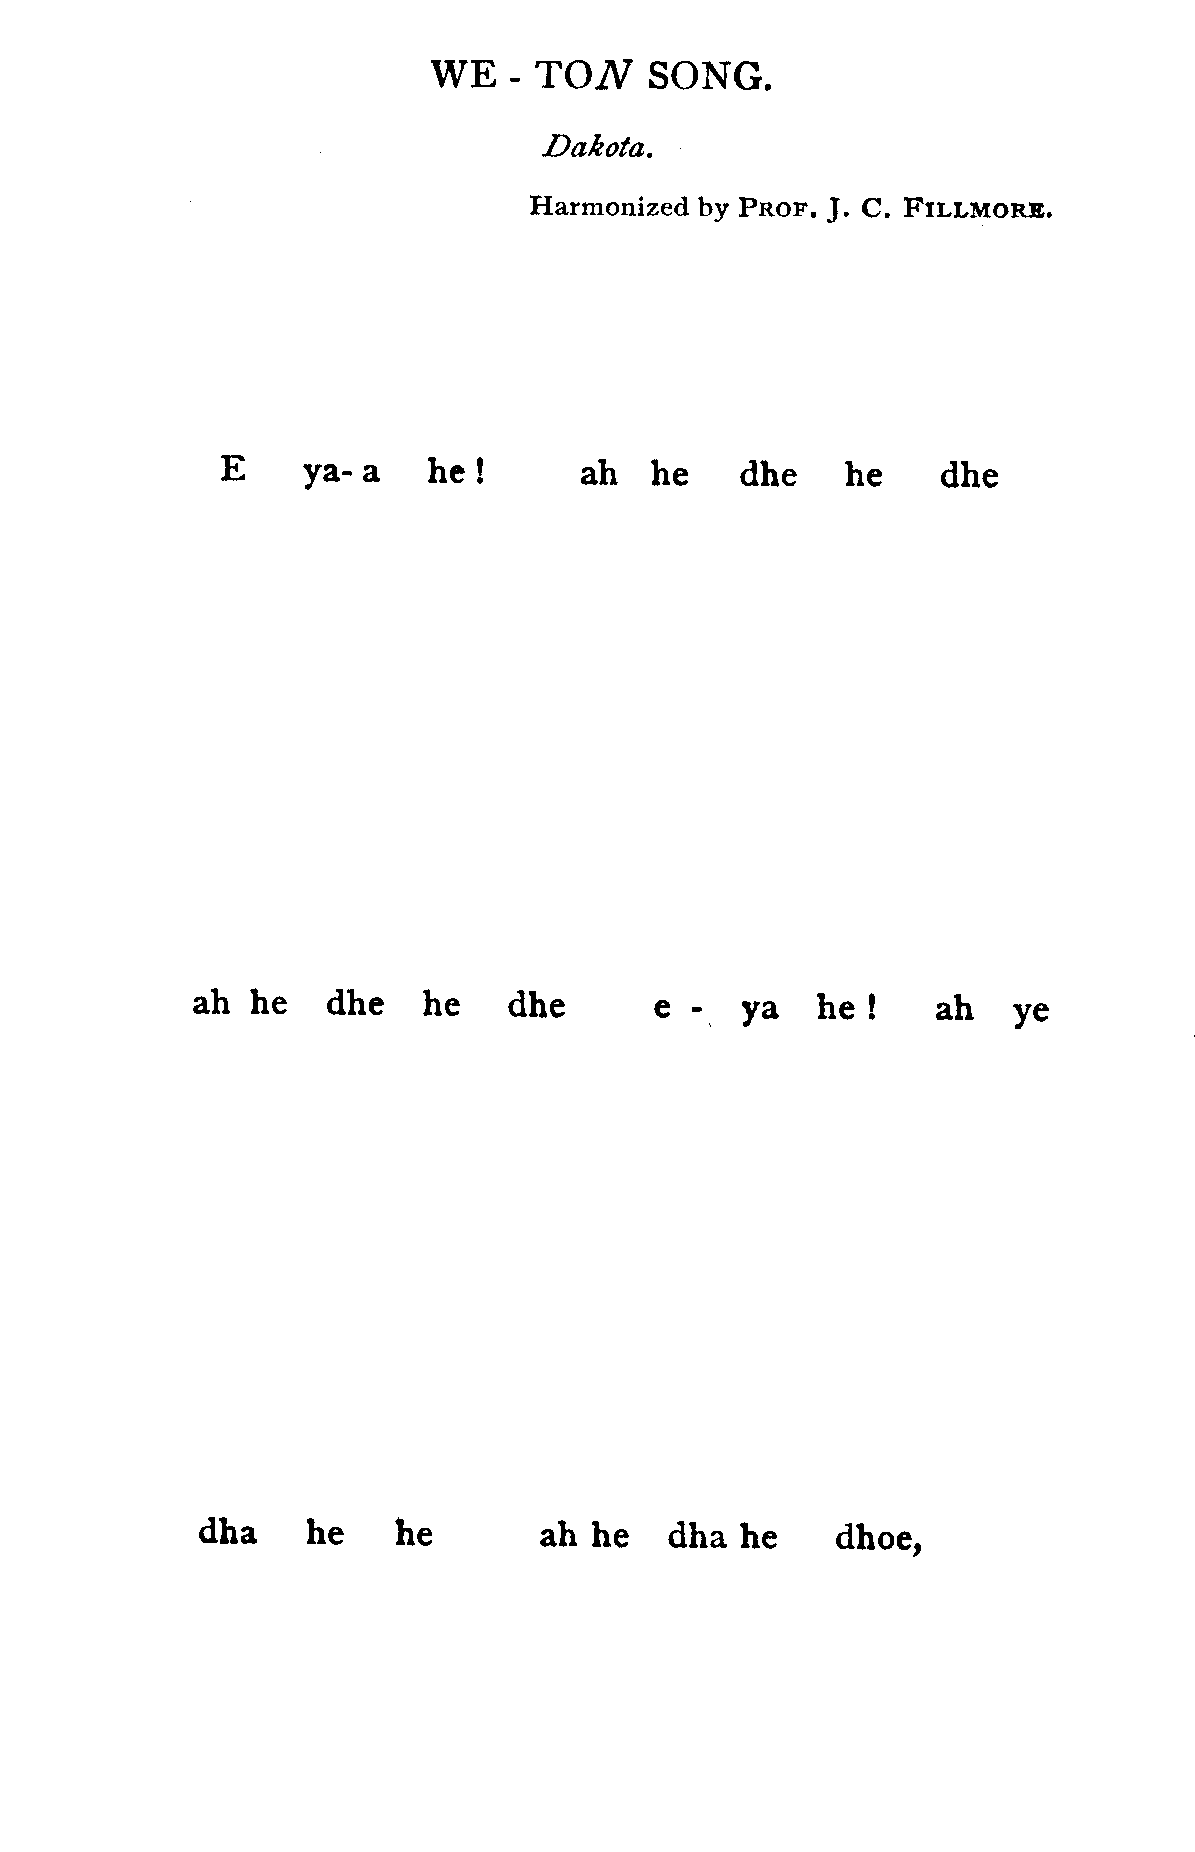 WE - TON SONG.
Dakota.
Harmonized by PROF. J. C. FILLMORE.
E ya- a he ! ah he dhe he dhe
ah he dhe he dhe e - ya he ! ah ye
dha he he ah he dha he dhoe,